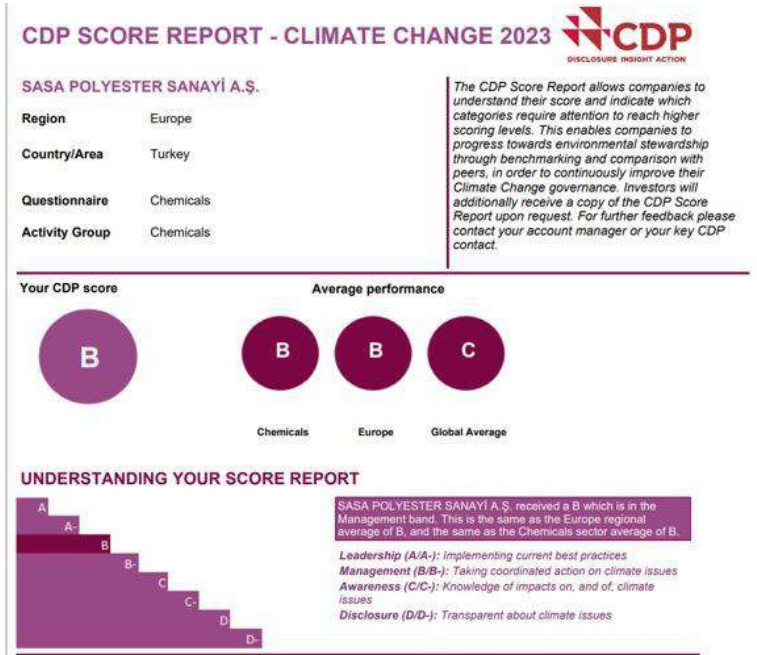 CDP SCORE REPORT - CLIMATE CHANGE 2023
CDP
DISCLOSURE INSIGHT ACTION
SASA POLYESTER SANAYİ A.Ş.
Region Europe
Country/Area Turkey
Questionnaire Chemicals
Activity Group Chemicals
The CDP Score Report allows companies to
understand their score and indicate which
categories require attention to reach higher
scoring levels. This enables companies to
progress towards environmental stewardship
through benchmarking and comparison with
peers, in order to continuously improve their
Climate Change governance. Investors will
additionally receive a copy of the CDP Score
Report upon request. For further feedback please
contact your account manager or your key CDP
contact.
Your CDP score
B
Average performance
B B C
Chemicals Europe Global Average
UNDERSTANDING YOUR SCORE REPORT
A
A-
B
B-
C
C-
D
D-
SASA POLYESTER SANAYİ A.Ş. received a B which is in the
Management band. This is the same as the Europe regional
average of B, and the same as the Chemicals sector average of B.
Leadership (A/A-): Implementing current best practices
Management (B/B-): Taking coordinated action on climate issues
Awareness (C/C-): Knowledge of impacts on, and of, climate
issues
Disclosure (D/D-): Transparent about climate issues